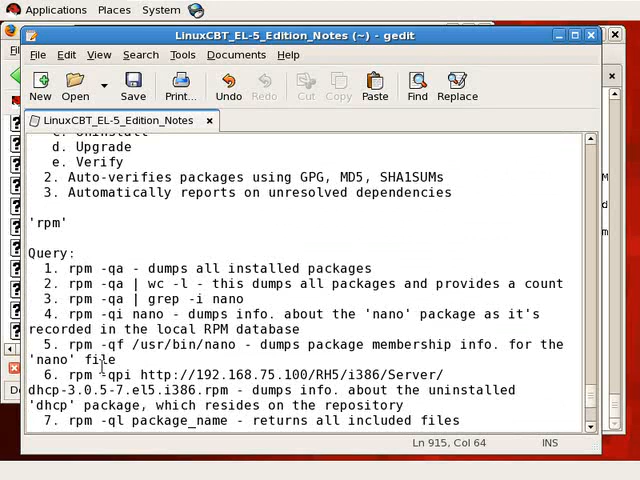 Applications Places System
LinuxCBT_EL-5_Edition_Notes (~) - gedit
File Edit View Search Tools Documents Help
New Open Save Print... Undo Redo Cut Copy Paste Find Replace
LinuxCBT_EL-5_Edition_Notes
c. Uninstall
d. Upgrade
e. Verify
2. Auto-verifies packages using GPG, MD5, SHA1SUMs
3. Automatically reports on unresolved dependencies
'rpm'
Query:
1. rpm -qa - dumps all installed packages
2. rpm -qa | wc -l - this dumps all packages and provides a count
3. rpm -qa | grep -i nano
4. rpm -qi nano - dumps info. about the 'nano' package as it's
recorded in the local RPM database
5. rpm -qf /usr/bin/nano - dumps package membership info. for the
'nano' file
6. rpm -qpi http://192.168.75.100/RH5/i386/Server/
dhcp-3.0.5-7.el5.i386.rpm - dumps info. about the uninstalled
'dhcp' package, which resides on the repository
7. rpm -ql package_name - returns all included files
Ln 915, Col 64 INS